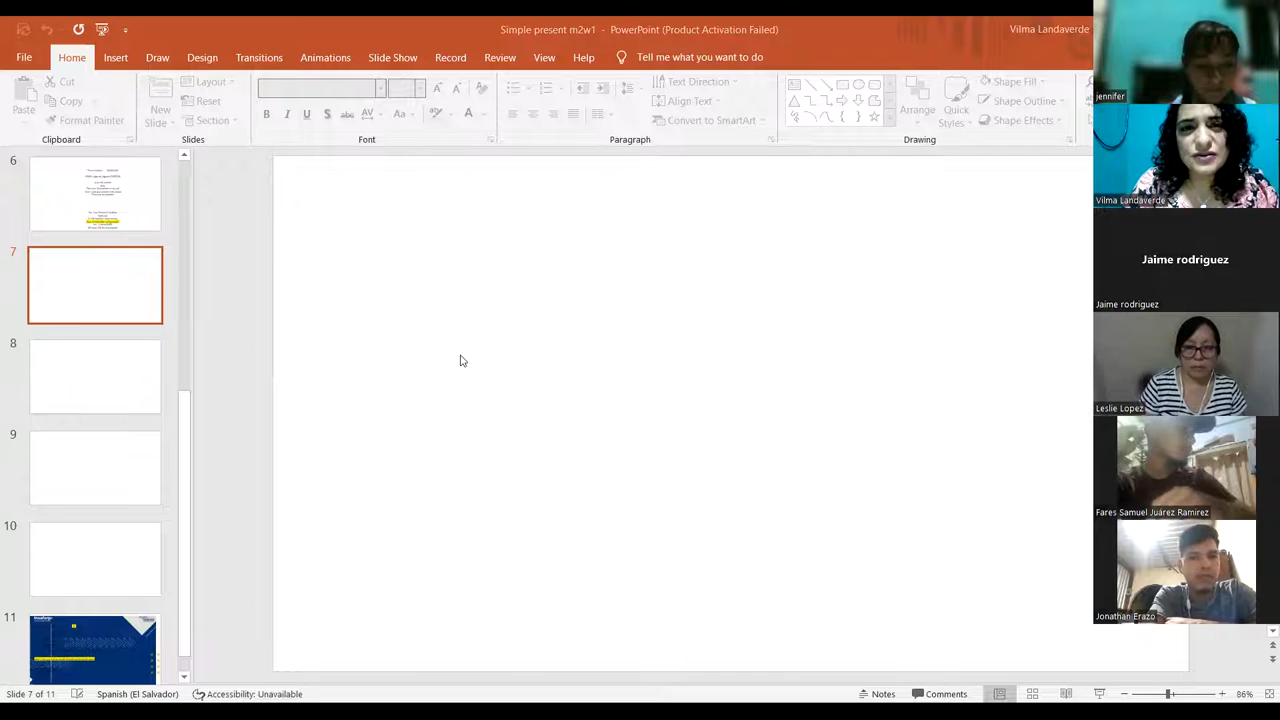 Simple present m2w1 - PowerPoint (Product Activation Failed)
Vilma Landaverde
File Home Insert Draw Design Transitions Animations Slide Show Record Review View Help Tell me what you want to do
Paste
Cut
Copy
Format Painter
Clipboard
New Slide
Layout
Reset
Section
Slides
B I U S abc AV Aa A
Font
Text Direction
Align Text
Convert to SmartArt
Paragraph
Arrange
Quick Styles
Shape Fill
Shape Outline
Shape Effects
Drawing
6
7
8
9
10
11
jennifer
Vilma Landaverde
Jaime rodriguez
Jaime rodriguez
Leslie Lopez
Fares Samuel Juárez Ramirez
Jonathan Erazo
Slide 7 of 11 Spanish (El Salvador) Accessibility: Unavailable Notes Comments 86%